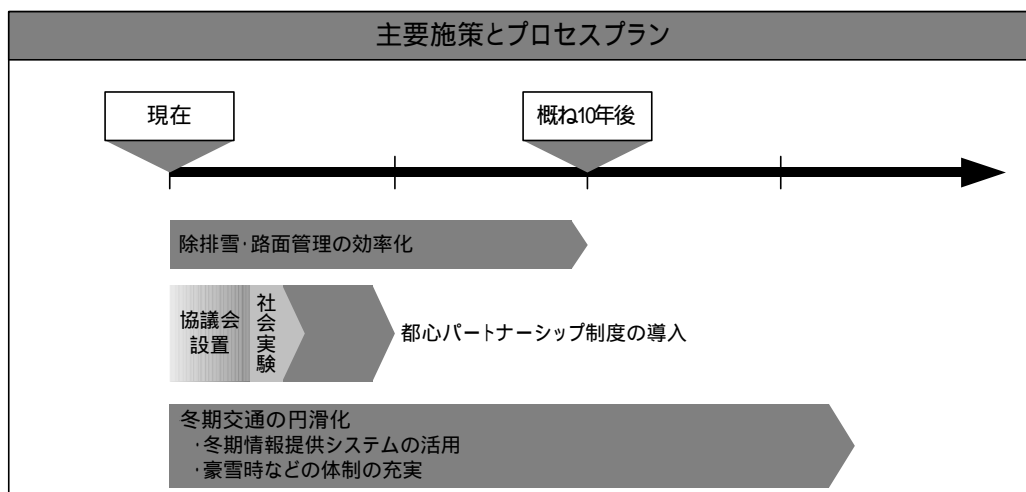 主要施策とプロセスプラン
現在
概ね10年後
除排雪・路面管理の効率化
協議会
設置
社会実験
都心パートナーシップ制度の導入
冬期交通の円滑化
・冬期情報提供システムの活用
・豪雪時などの体制の充実